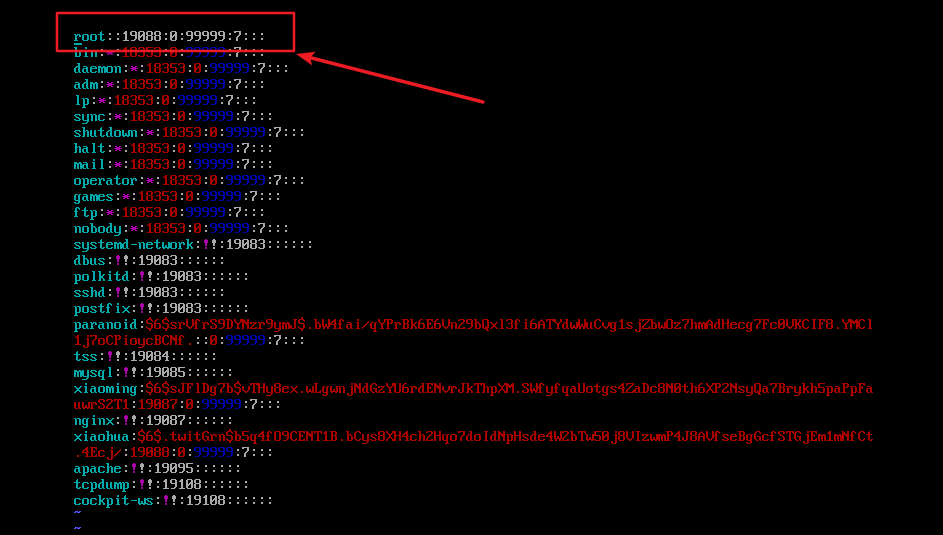 root::19088:0:99999:7:::
bin:*:18353:0:99999:7:::
daemon:*:18353:0:99999:7:::
adm:*:18353:0:99999:7:::
lp:*:18353:0:99999:7:::
sync:*:18353:0:99999:7:::
shutdown:*:18353:0:99999:7:::
halt:*:18353:0:99999:7:::
mail:*:18353:0:99999:7:::
operator:*:18353:0:99999:7:::
games:*:18353:0:99999:7:::
ftp:*:18353:0:99999:7:::
nobody:*:18353:0:99999:7:::
systemd-network:!!:19083::::::
dbus:!!:19083::::::
polkitd:!!:19083::::::
sshd:!!:19083::::::
postfix:!!:19083::::::
paranoid:$6$srVfrS9DYNzr9ymJ$.bW4fai/qYPrBk6E6Vn29bQxl3fi6ATYdwWuCvg1sjZbwOz7hmAdHecg7Fc0VKCIF8.YMCl
1j7oCPioycBCNf.::0:99999:7:::
tss:!!:19084::::::
mysql:!!:19085::::::
xiaoming:$6$sJFlDg7b$vTHy8ex.wLgwnjNdGzYU6rdENvrJkThpXM.SWfyfqaUotgs4ZaDc8N0th6XPZNsyQa7Brykh5paPpFa
uwrS2T1:19087:0:99999:7:::
nginx:!!:19087::::::
xiaohua:$6$.twitGrn$b5q4fO9CENT1B.bCys8XH4ch2Hqo7doIdNpHsde4W2bTw50j8VIzwmP4J8AVfseBgGcfSTGjEm1mNfCt
.4Ecj/:19088:0:99999:7:::
apache:!!:19095::::::
tcpdump:!!:19108::::::
cockpit-ws:!!:19108::::::
~
~